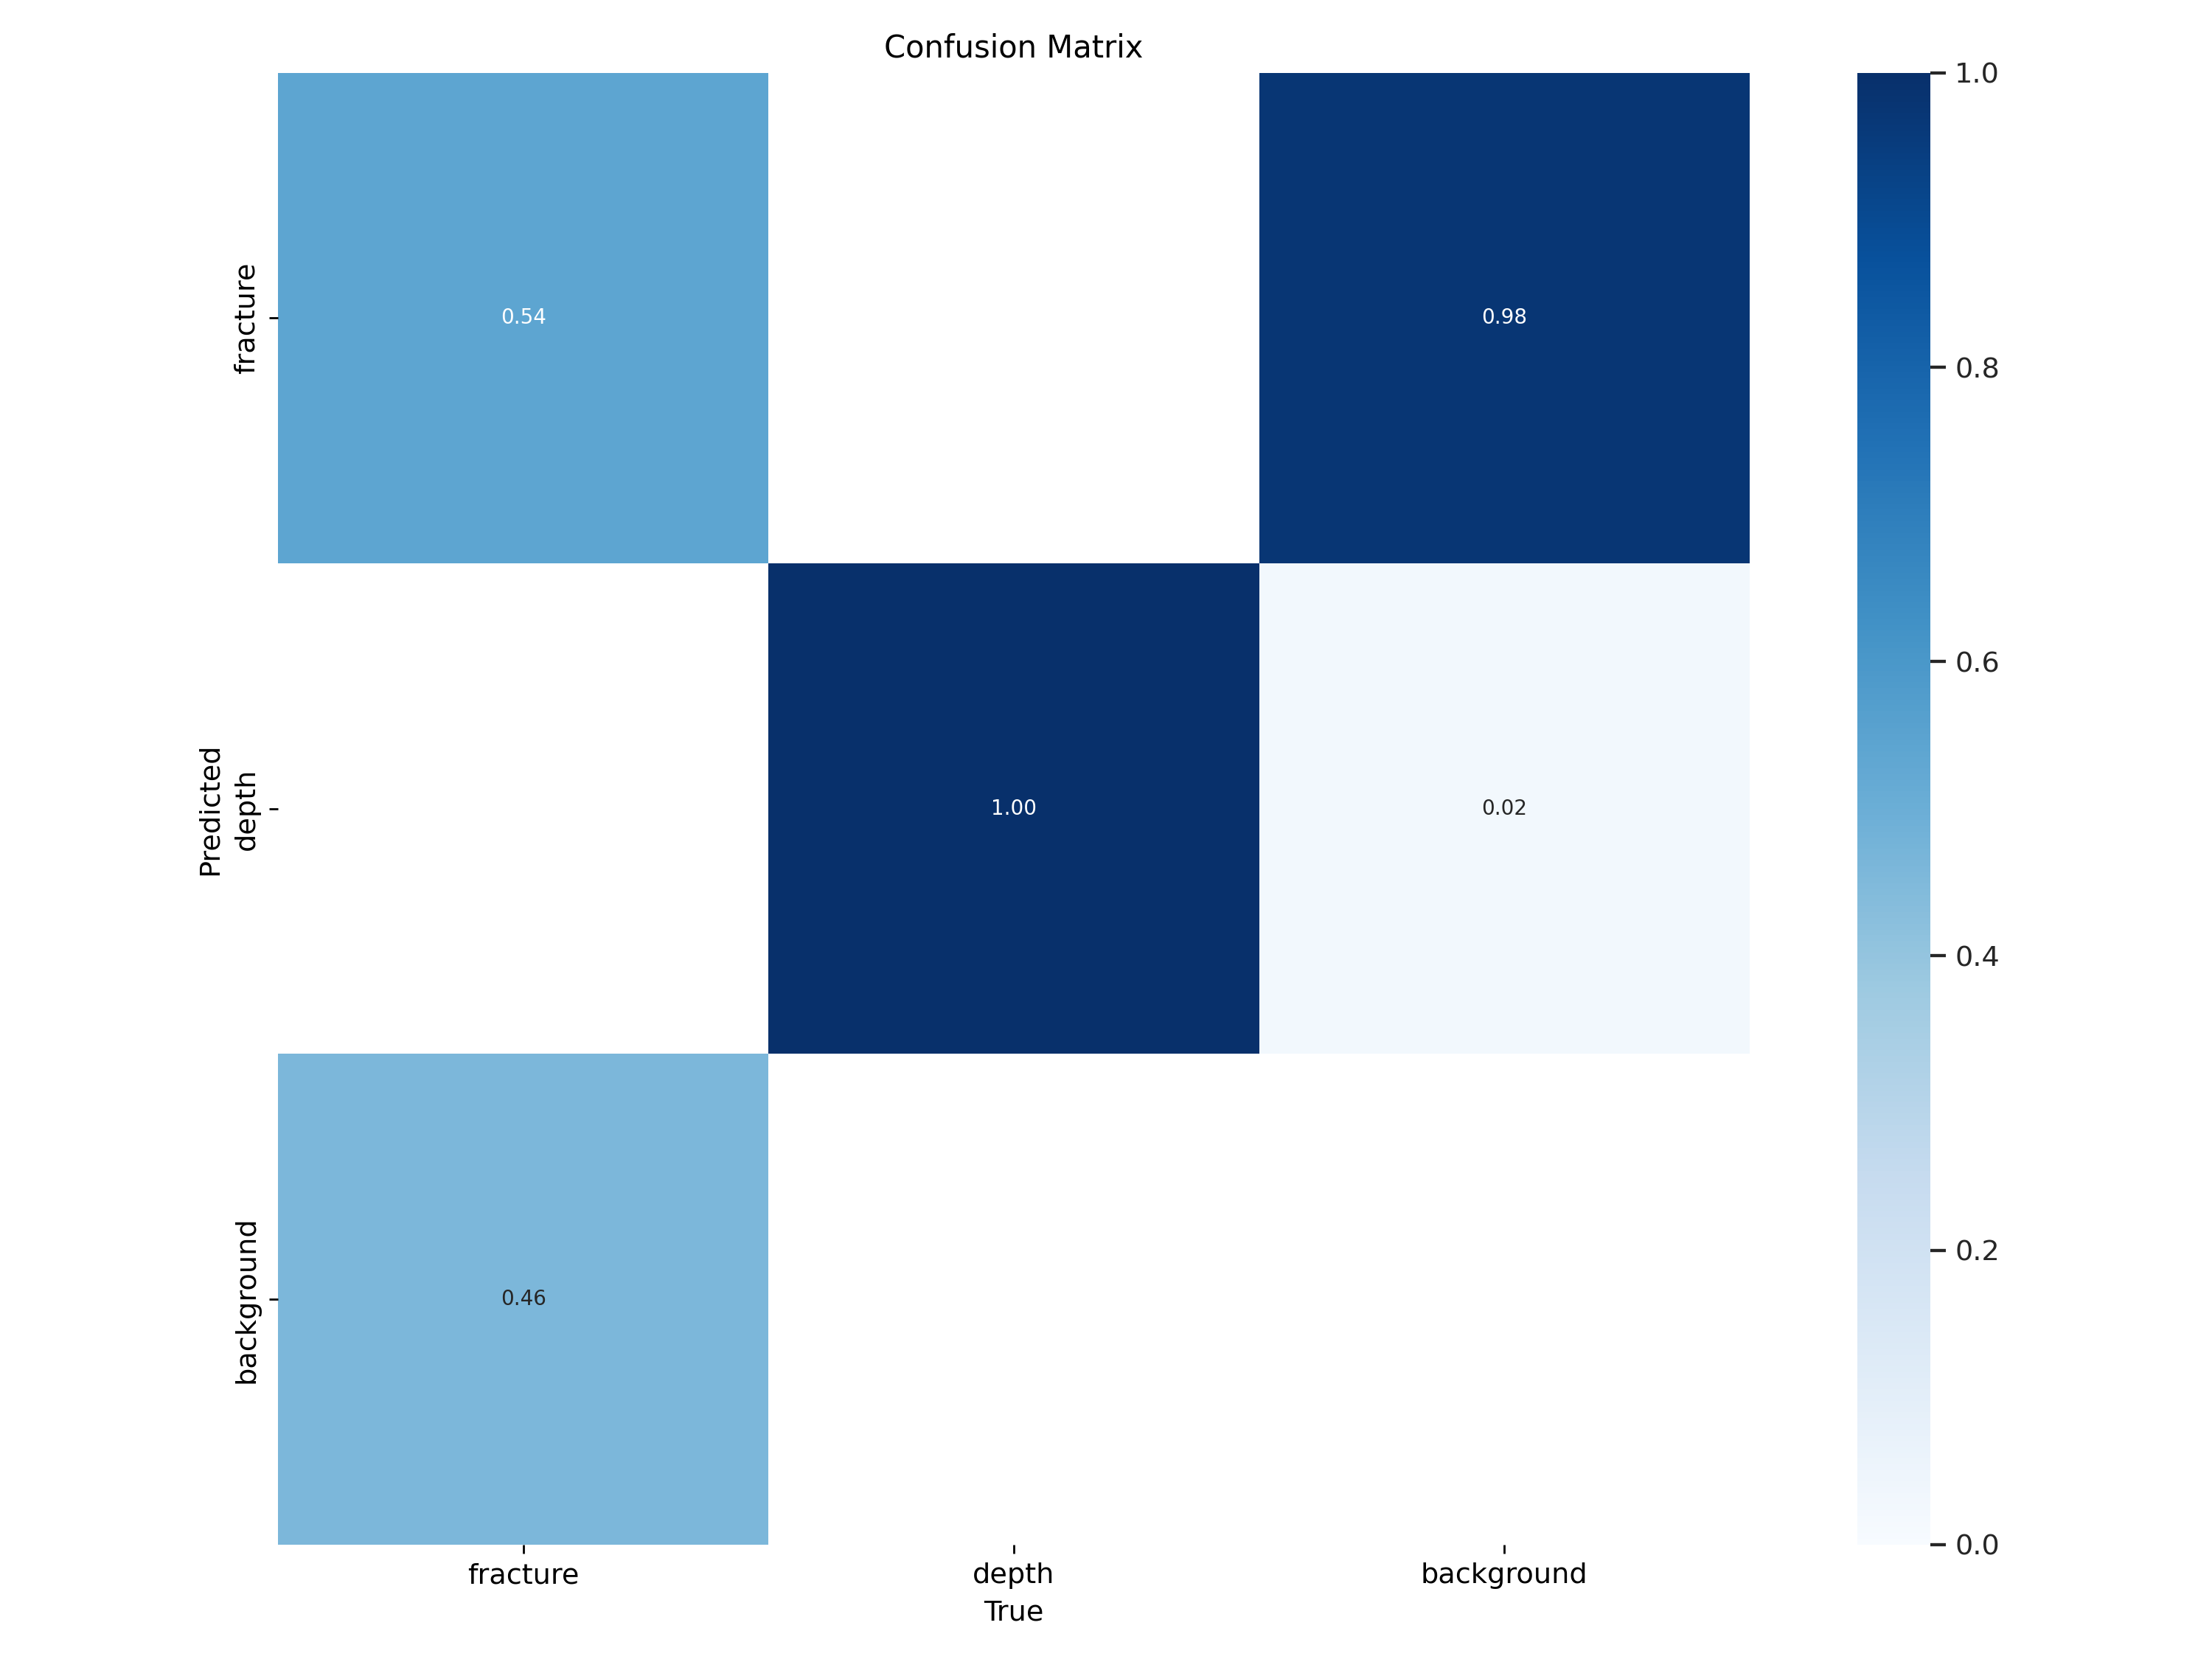 Confusion Matrix
fracture
0.54
0.98
Predicted
depth
1.00
0.02
background
0.46
fracture
depth
background
True
1.0
0.8
0.6
0.4
0.2
0.0